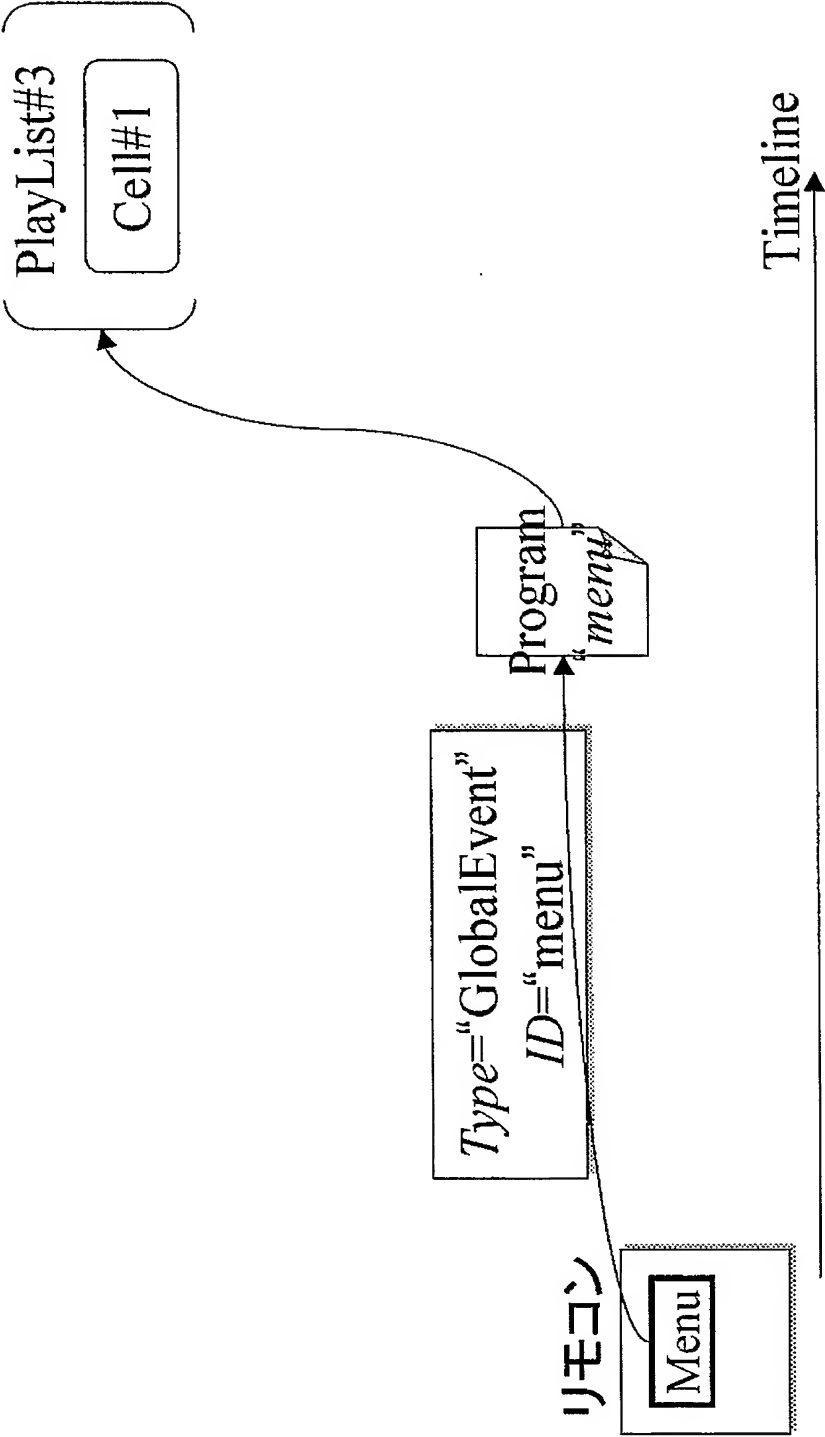 PlayList#3
Cell#1
Type=“GlobalEvent”
ID=“menu”
Program
“menu”
リモコン
Menu
Timeline